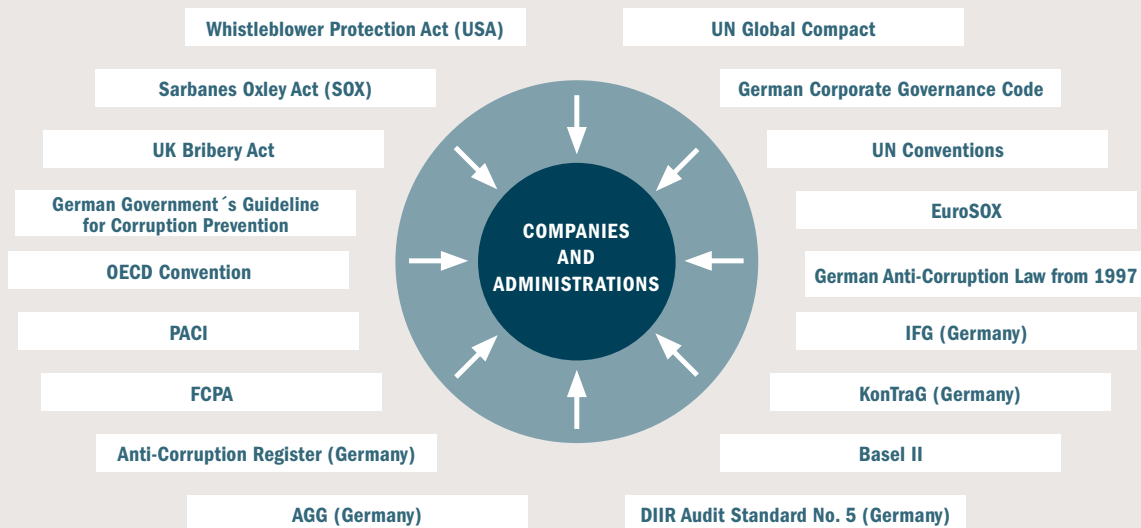 Whistleblower Protection Act (USA)
UN Global Compact
Sarbanes Oxley Act (SOX)
German Corporate Governance Code
UK Bribery Act
UN Conventions
German Government´s Guideline
for Corruption Prevention
EuroSOX
COMPANIES
AND
ADMINISTRATIONS
OECD Convention
German Anti-Corruption Law from 1997
PACI
IFG (Germany)
FCPA
KonTraG (Germany)
Anti-Corruption Register (Germany)
Basel II
AGG (Germany)
DIIR Audit Standard No. 5 (Germany)